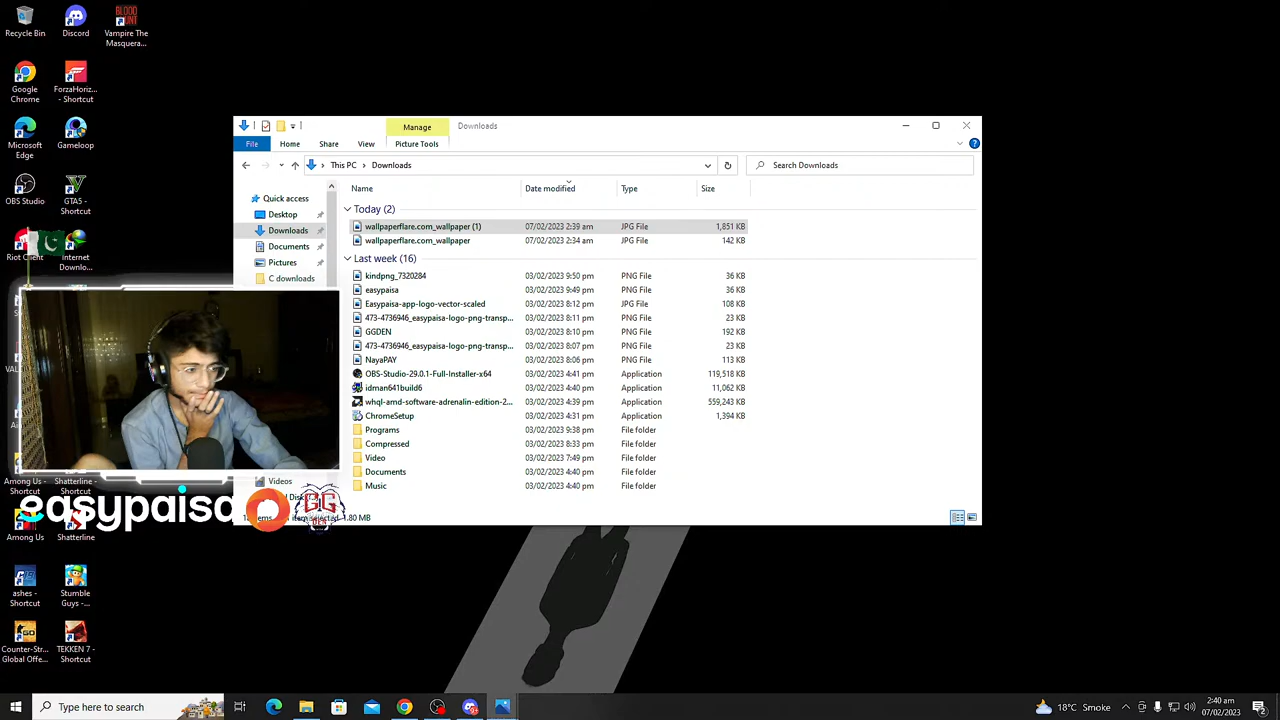 Recycle Bin
Discord
BLOOD HUNT
Vampire The Masquera...
Google Chrome
ForzaHoriz... - Shortcut
Microsoft Edge
Gameloop
OBS Studio
GTA5 - Shortcut
Riot Client
Internet Downlo...
Among Us - Shortcut
Shatterline - Shortcut
Among Us
Shatterline
ashes - Shortcut
Stumble Guys -...
Counter-Str... Global Offe...
TEKKEN 7 - Shortcut
Manage
Downloads
File
Home
Share
View
Picture Tools
This PC > Downloads
Search Downloads
Name
Date modified
Type
Size
Quick access
Desktop
Downloads
Documents
Pictures
C downloads
Videos
Today (2)
wallpaperflare.com_wallpaper (1) 07/02/2023 2:39 am JPG File 1,851 KB
wallpaperflare.com_wallpaper 07/02/2023 2:34 am JPG File 142 KB
Last week (16)
kindpng_7320284 03/02/2023 9:50 pm PNG File 36 KB
easypaisa 03/02/2023 9:49 pm PNG File 36 KB
Easypaisa-app-logo-vector-scaled 03/02/2023 8:12 pm JPG File 108 KB
473-4736946_easypaisa-logo-png-transp... 03/02/2023 8:11 pm PNG File 23 KB
GGDEN 03/02/2023 8:10 pm PNG File 192 KB
473-4736946_easypaisa-logo-png-transp... 03/02/2023 8:07 pm PNG File 23 KB
NayaPAY 03/02/2023 8:06 pm PNG File 113 KB
OBS-Studio-29.0.1-Full-Installer-x64 03/02/2023 4:41 pm Application 119,518 KB
idman641build6 03/02/2023 4:40 pm Application 11,062 KB
whql-amd-software-adrenalin-edition-2... 03/02/2023 4:39 pm Application 559,243 KB
ChromeSetup 03/02/2023 4:31 pm Application 1,394 KB
Programs 03/02/2023 9:38 pm File folder
Compressed 03/02/2023 8:33 pm File folder
Video 03/02/2023 7:49 pm File folder
Documents 03/02/2023 4:40 pm File folder
Music 03/02/2023 4:40 pm File folder
easypaisa
GG
DEN
selected 1.80 MB
Type here to search
18°C Smoke
2:40 am
07/02/2023
2